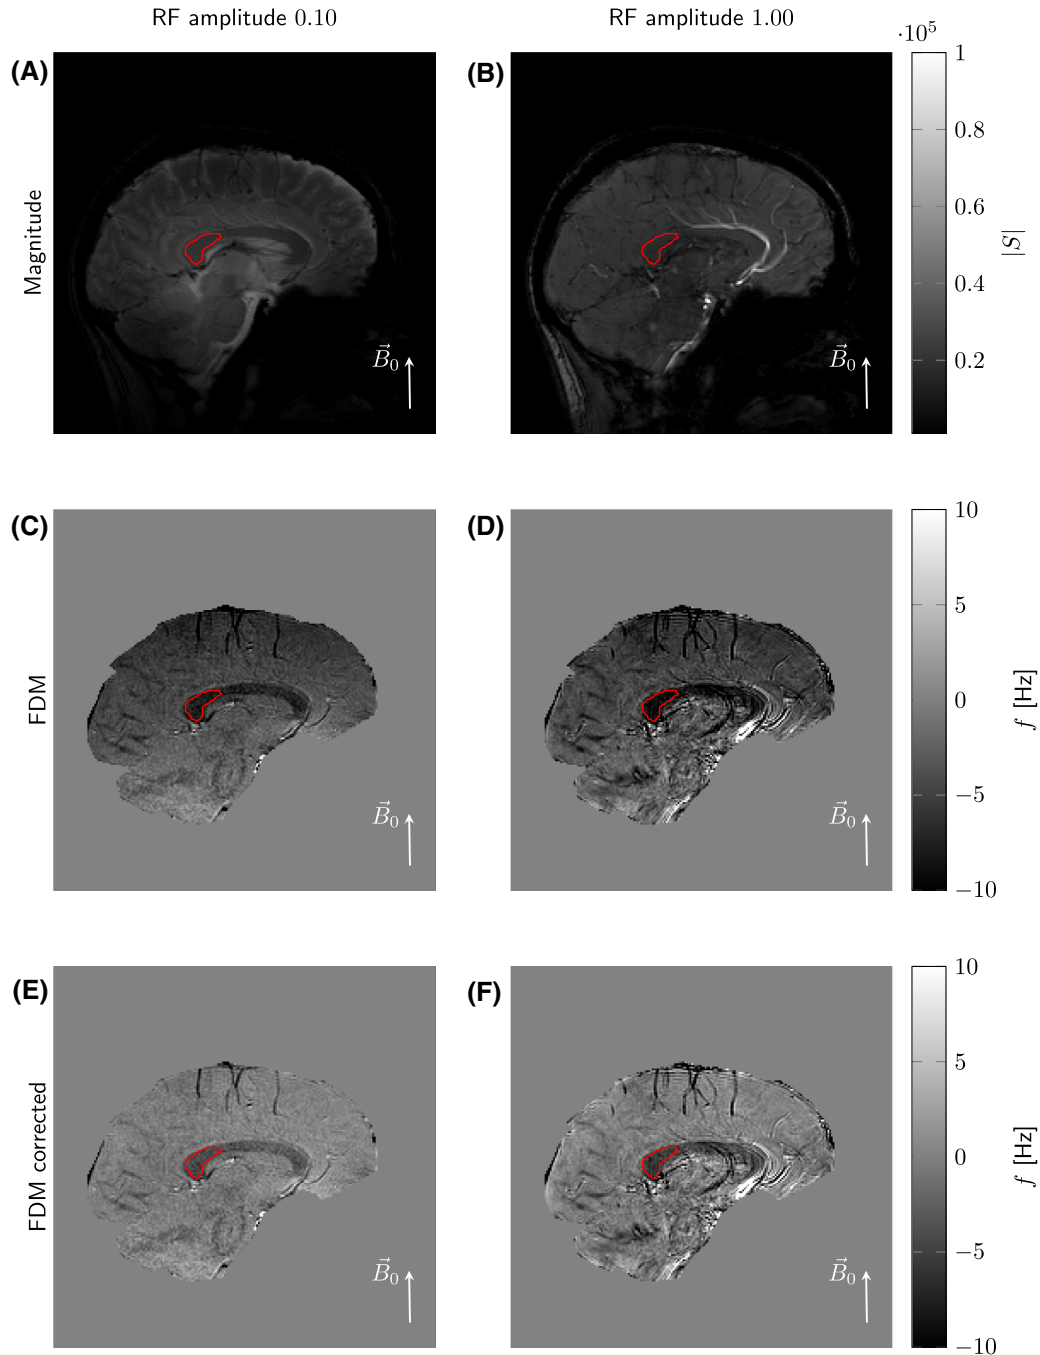 RF amplitude 0.10
RF amplitude 1.00
·10⁵
(A)
(B)
Magnitude
B⃗₀
B⃗₀
1
0.8
0.6
0.4
0.2
|S|
(C)
(D)
FDM
B⃗₀
B⃗₀
10
5
0
−5
−10
f [Hz]
(E)
(F)
FDM corrected
B⃗₀
B⃗₀
10
5
0
−5
−10
f [Hz]